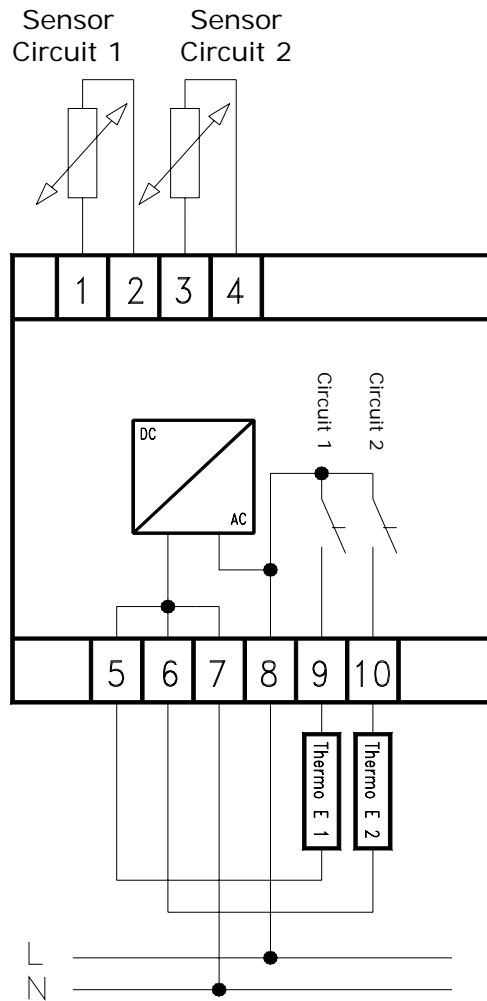 Sensor Sensor
Circuit 1 Circuit 2
1 2 3 4
Circuit 1
Circuit 2
DC
AC
5 6 7 8 9 10
Thermo E 1
Thermo E 2
L
N